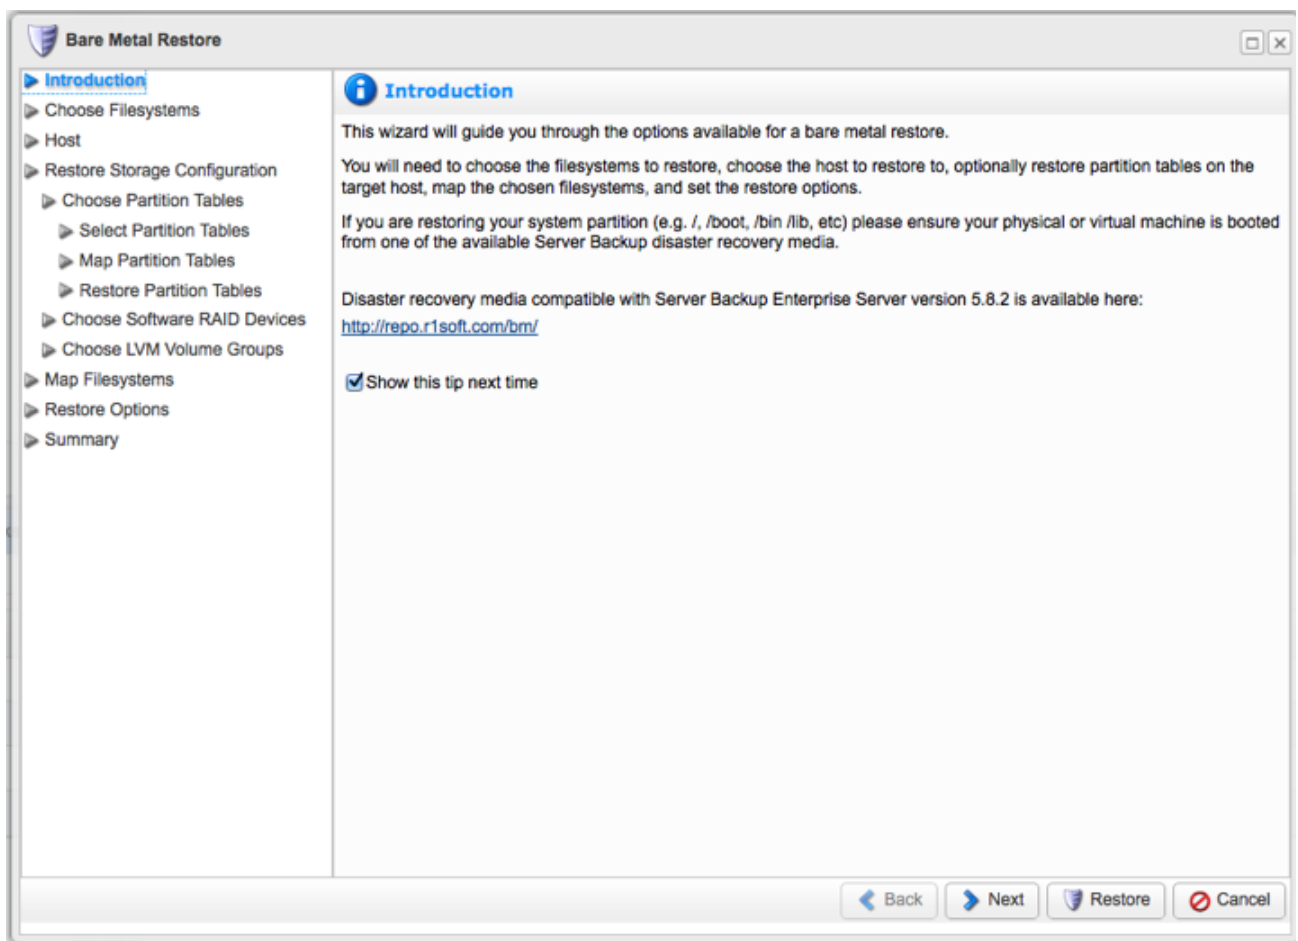 Bare Metal Restore
Introduction
Choose Filesystems
Host
Restore Storage Configuration
Choose Partition Tables
Select Partition Tables
Map Partition Tables
Restore Partition Tables
Choose Software RAID Devices
Choose LVM Volume Groups
Map Filesystems
Restore Options
Summary
Introduction
This wizard will guide you through the options available for a bare metal restore.
You will need to choose the filesystems to restore, choose the host to restore to, optionally restore partition tables on the
target host, map the chosen filesystems, and set the restore options.
If you are restoring your system partition (e.g. /, /boot, /bin /lib, etc) please ensure your physical or virtual machine is booted
from one of the available Server Backup disaster recovery media.
Disaster recovery media compatible with Server Backup Enterprise Server version 5.8.2 is available here:
http://repo.r1soft.com/bm/
Show this tip next time
Back
Next
Restore
Cancel